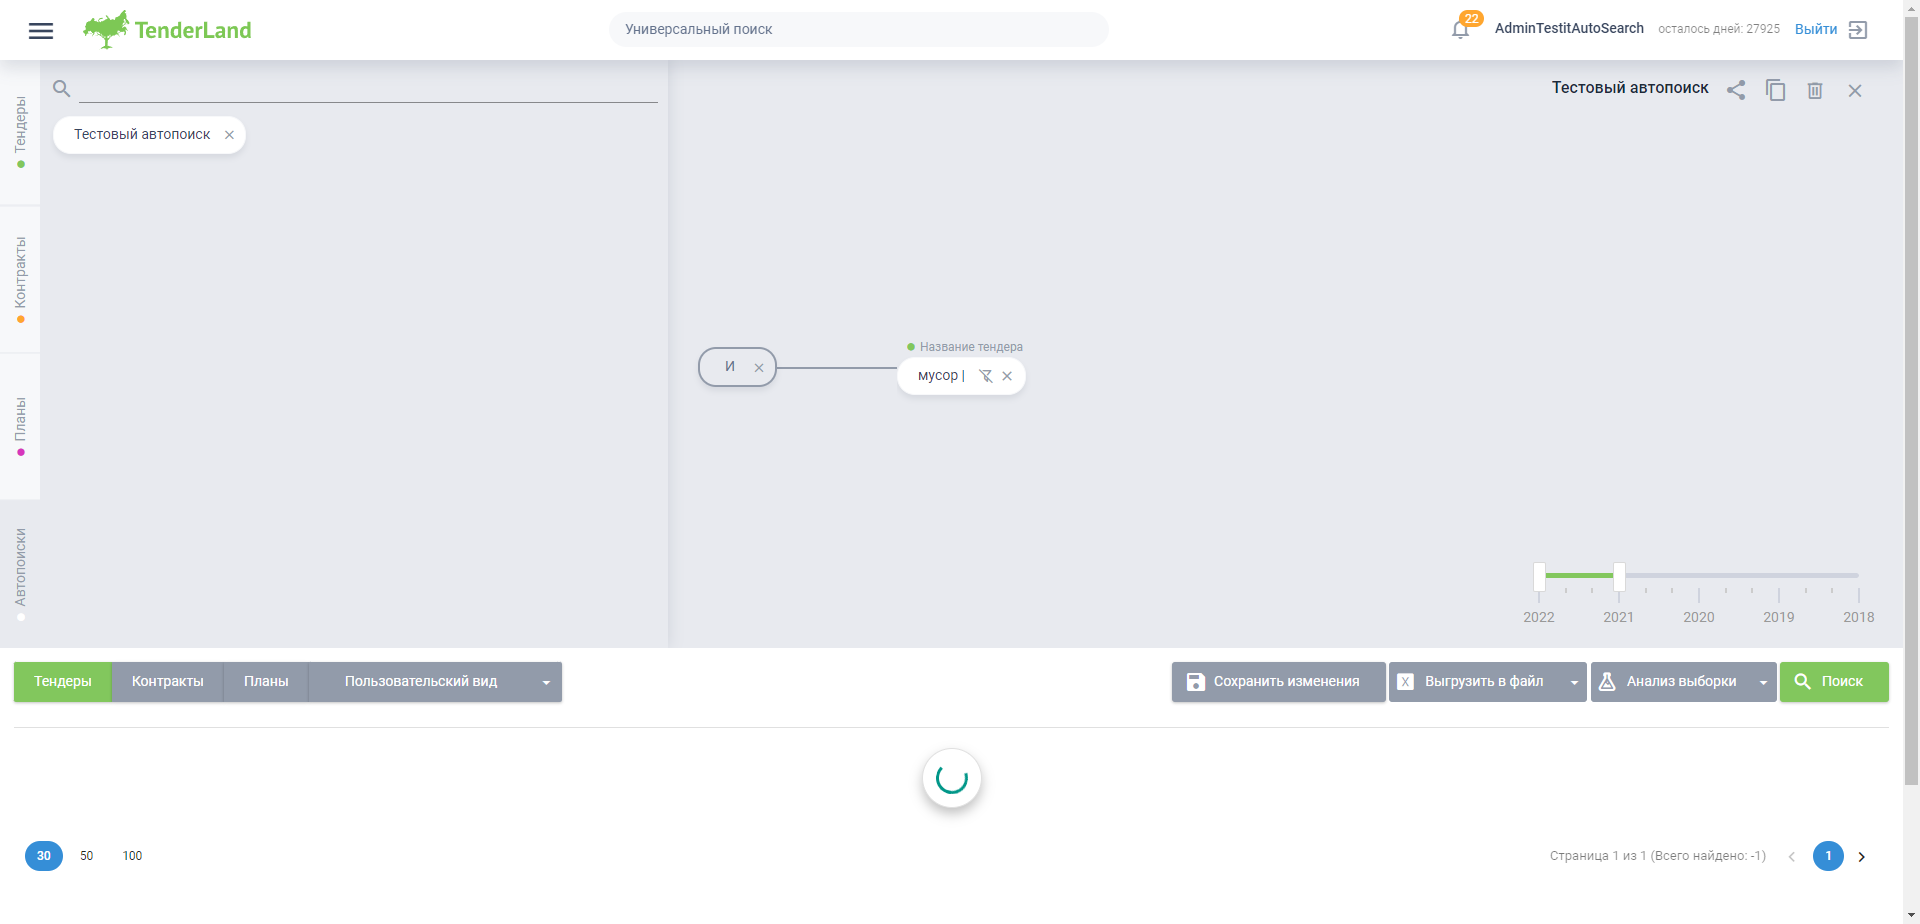 TenderLand
Универсальный поиск
22
AdminTestitAutoSearch
осталось дней: 27925
Выйти
Тендеры
Контракты
Планы
Автопоиски
Тестовый автопоиск
Тестовый автопоиск
И
Название тендера
мусор |
2022
2021
2020
2019
2018
Тендеры
Контракты
Планы
Пользовательский вид
Сохранить изменения
X
Выгрузить в файл
Анализ выборки
Поиск
30
50
100
Страница 1 из 1 (Всего найдено: -1)
1